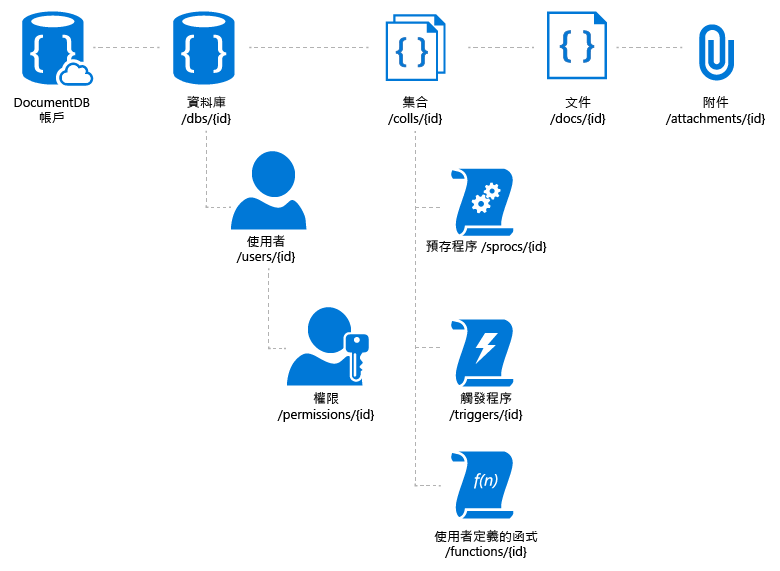 DocumentDB
帳戶
資料庫
/dbs/{id}
集合
/colls/{id}
文件
/docs/{id}
附件
/attachments/{id}
使用者
/users/{id}
預存程序 /sprocs/{id}
權限
/permissions/{id}
觸發程序
/triggers/{id}
f(n)
使用者定義的函式
/functions/{id}